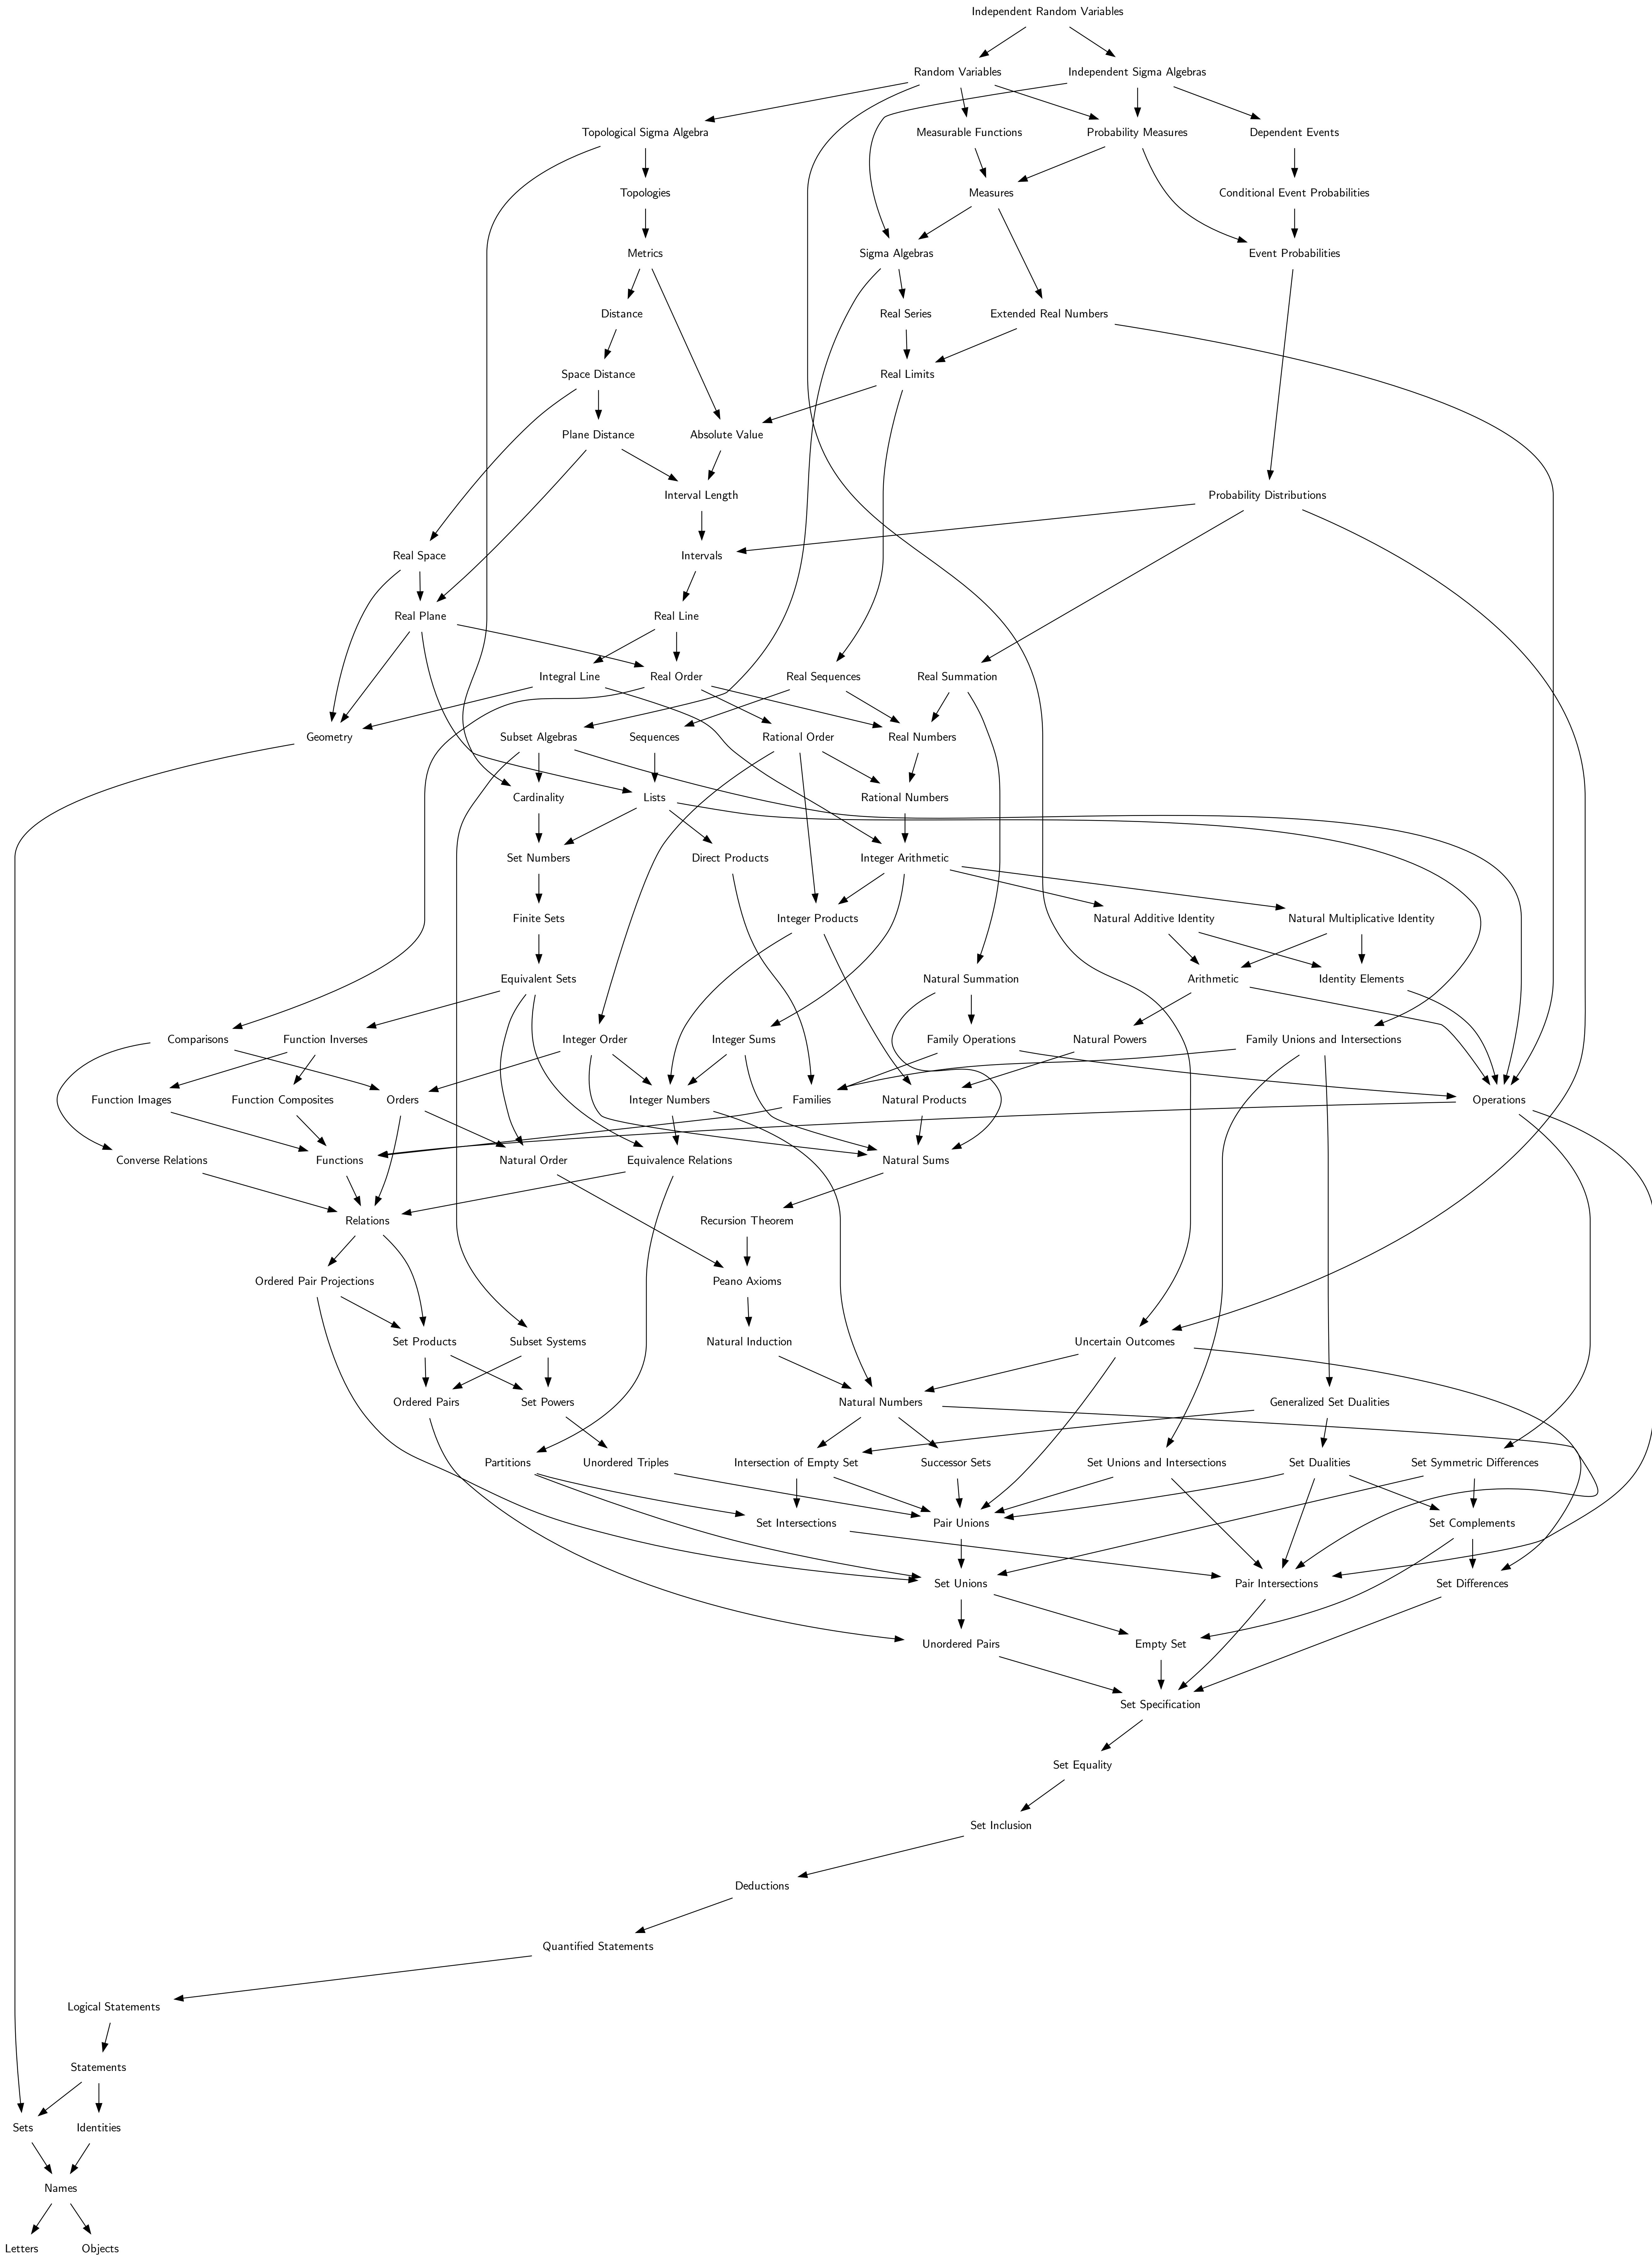 Independent Random Variables
Random Variables
Independent Sigma Algebras
Topological Sigma Algebra
Measurable Functions
Probability Measures
Dependent Events
Topologies
Measures
Conditional Event Probabilities
Metrics
Sigma Algebras
Event Probabilities
Distance
Real Series
Extended Real Numbers
Space Distance
Real Limits
Plane Distance
Absolute Value
Interval Length
Probability Distributions
Real Space
Intervals
Real Plane
Real Line
Integral Line
Real Order
Real Sequences
Real Summation
Geometry
Subset Algebras
Sequences
Rational Order
Real Numbers
Cardinality
Lists
Rational Numbers
Set Numbers
Direct Products
Integer Arithmetic
Finite Sets
Integer Products
Natural Additive Identity
Natural Multiplicative Identity
Equivalent Sets
Natural Summation
Arithmetic
Identity Elements
Comparisons
Function Inverses
Integer Order
Integer Sums
Family Operations
Natural Powers
Family Unions and Intersections
Function Images
Function Composites
Orders
Integer Numbers
Families
Natural Products
Operations
Converse Relations
Functions
Natural Order
Equivalence Relations
Natural Sums
Relations
Recursion Theorem
Ordered Pair Projections
Peano Axioms
Set Products
Subset Systems
Natural Induction
Uncertain Outcomes
Ordered Pairs
Set Powers
Natural Numbers
Generalized Set Dualities
Partitions
Unordered Triples
Intersection of Empty Set
Successor Sets
Set Unions and Intersections
Set Dualities
Set Symmetric Differences
Set Intersections
Pair Unions
Set Complements
Set Unions
Pair Intersections
Set Differences
Unordered Pairs
Empty Set
Set Specification
Set Equality
Set Inclusion
Deductions
Quantified Statements
Logical Statements
Statements
Sets
Identities
Names
Letters
Objects